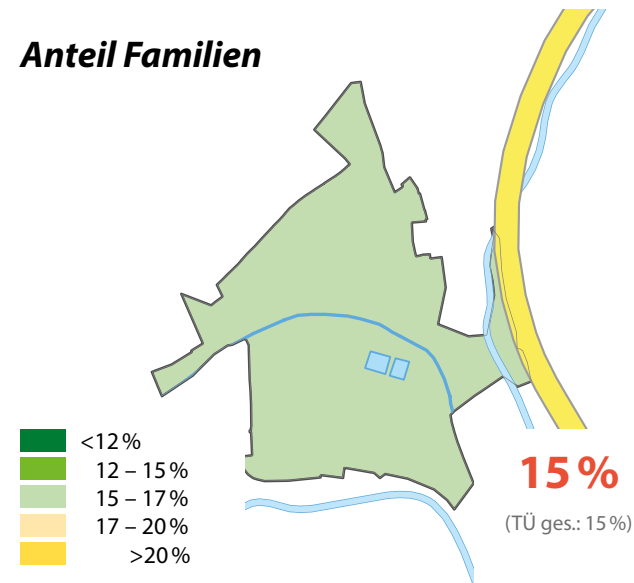 Anteil Familien
<12 %
12 – 15 %
15 – 17 %
17 – 20 %
>20 %
15 %
(TÜ ges.: 15 %)